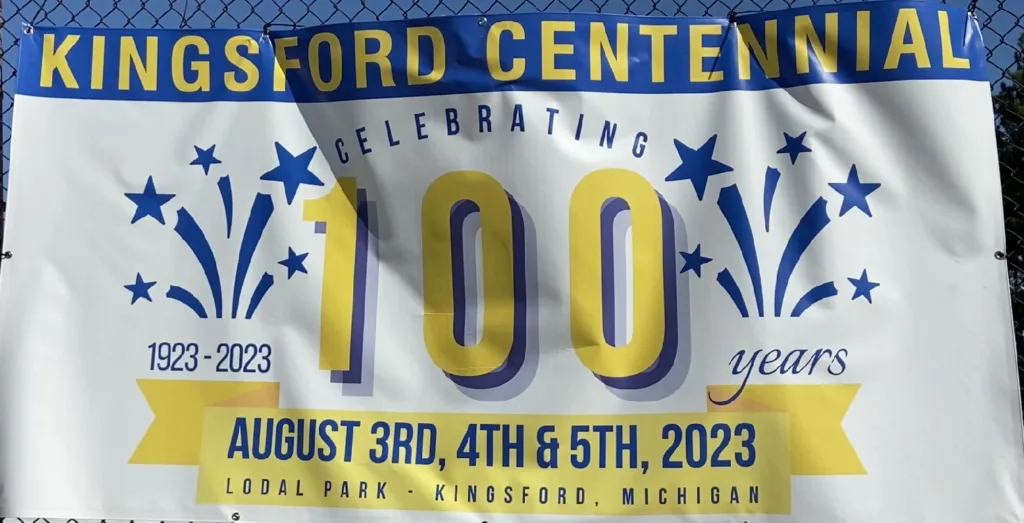 KINGSFORD CENTENNIAL
CELEBRATING
100
1923 - 2023
years
AUGUST 3RD, 4TH & 5TH, 2023
LODAL PARK - KINGSFORD, MICHIGAN